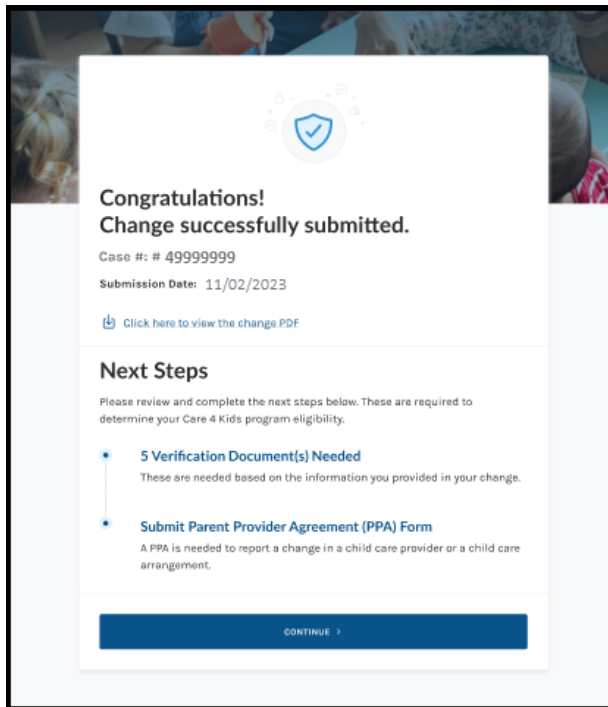 Congratulations!
Change successfully submitted.
Case #: # 49999999
Submission Date: 11/02/2023
Click here to view the change PDF
Next Steps
Please review and complete the next steps below. These are required to
determine your Care 4 Kids program eligibility.
5 Verification Document(s) Needed
These are needed based on the information you provided in your change.
Submit Parent Provider Agreement (PPA) Form
A PPA is needed to report a change in a child care provider or a child care
arrangement.
CONTINUE >